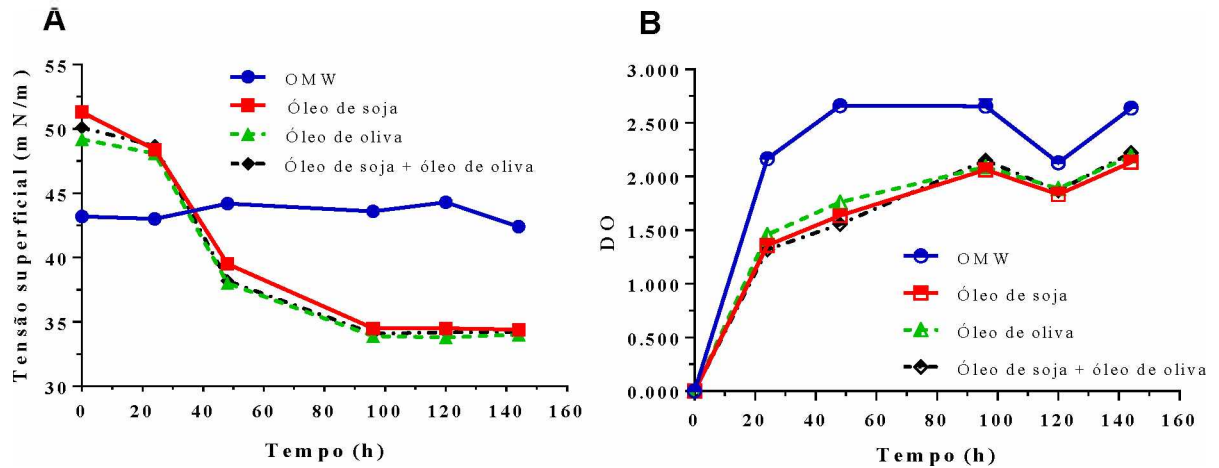 A
Tensão superficial (mN/m)
55
50
45
40
35
30
0
20
40
60
80
100
120
140
160
Tempo (h)
OMW
Óleo de soja
Óleo de oliva
Óleo de soja + óleo de oliva
B
DO
3.000
2.500
2.000
1.500
1.000
0.500
0.000
0
20
40
60
80
100
120
140
160
Tempo (h)
OMW
Óleo de soja
Óleo de oliva
Óleo de soja + óleo de oliva